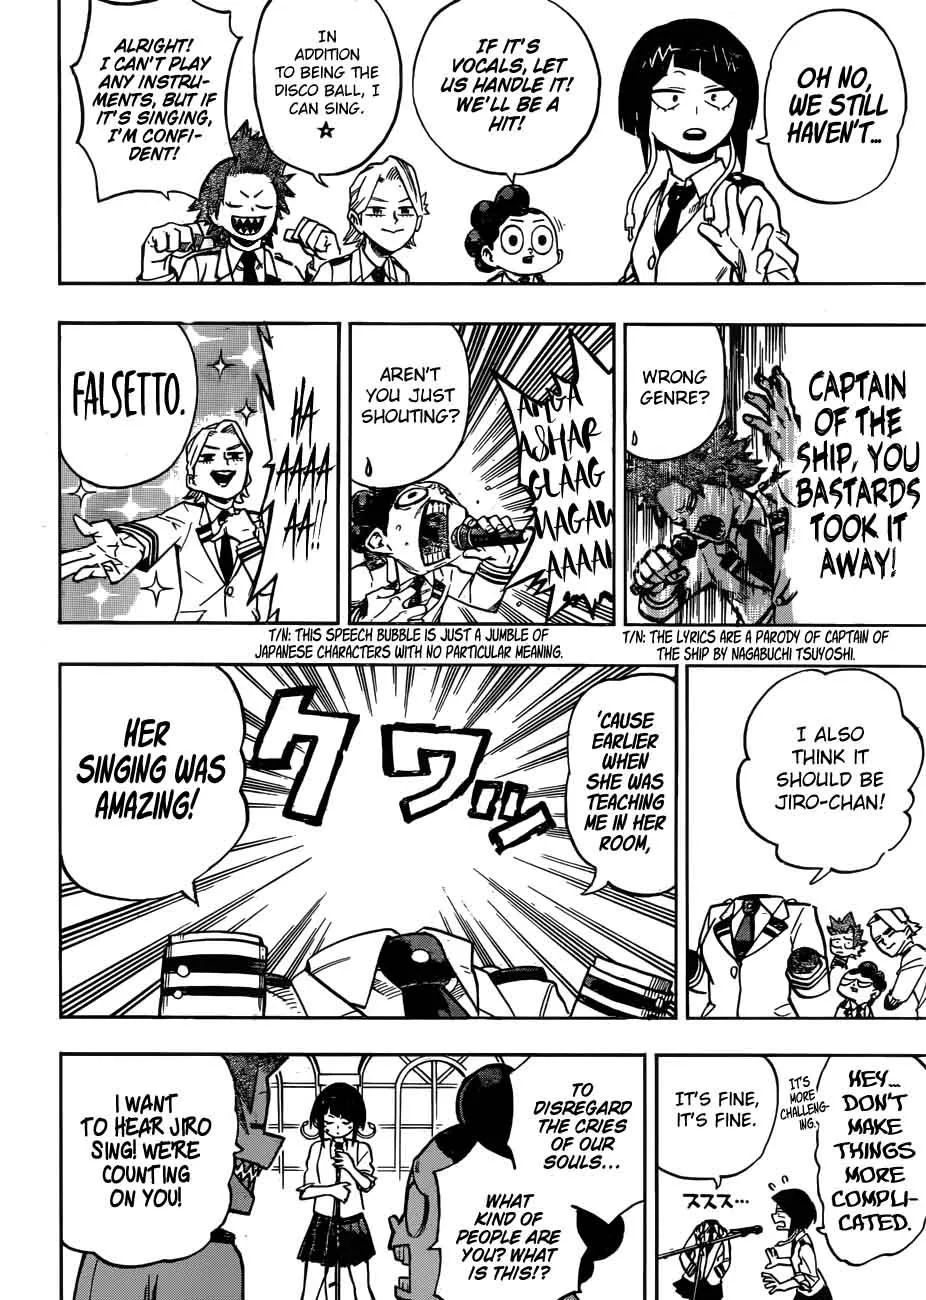 OH NO,
WE STILL
HAVEN'T...
IF IT'S
VOCALS, LET
US HANDLE IT!
WE'LL BE A
HIT!
IN
ADDITION
TO BEING THE
DISCO BALL, I
CAN SING.
☆
ALRIGHT!
I CAN'T PLAY
ANY INSTRU-
MENTS, BUT IF
IT'S SINGING,
I'M CONFI-
DENT!
CAPTAIN
OF THE
SHIP, YOU
BASTARDS
TOOK IT
AWAY!
WRONG
GENRE?
T/N: THE LYRICS ARE A PARODY OF CAPTAIN OF
THE SHIP BY NAGABUCHI TSUYOSHI.
ASHAR
GLAAG
MAGAW
AAAAAA
AREN'T
YOU JUST
SHOUTING?
T/N: THIS SPEECH BUBBLE IS JUST A JUMBLE OF
JAPANESE CHARACTERS WITH NO PARTICULAR MEANING.
HA
AAAA
AAAA
AA!!
FALSETTO.
I ALSO
THINK IT
SHOULD BE
JIRO-CHAN!
'CAUSE
EARLIER
WHEN
SHE WAS
TEACHING
ME IN HER
ROOM,
クワッ
HER
SINGING WAS
AMAZING!
HEY...
DON'T
MAKE
THINGS
MORE
COMPLI-
CATED.
IT'S
MORE
CHALLENG-
ING.
IT'S FINE,
IT'S FINE.
ススス…
TO
DISREGARD
THE CRIES
OF OUR
SOULS...
WHAT
KIND OF
PEOPLE ARE
YOU? WHAT
IS THIS!?
I WANT
TO HEAR JIRO
SING! WE'RE
COUNTING
ON YOU!